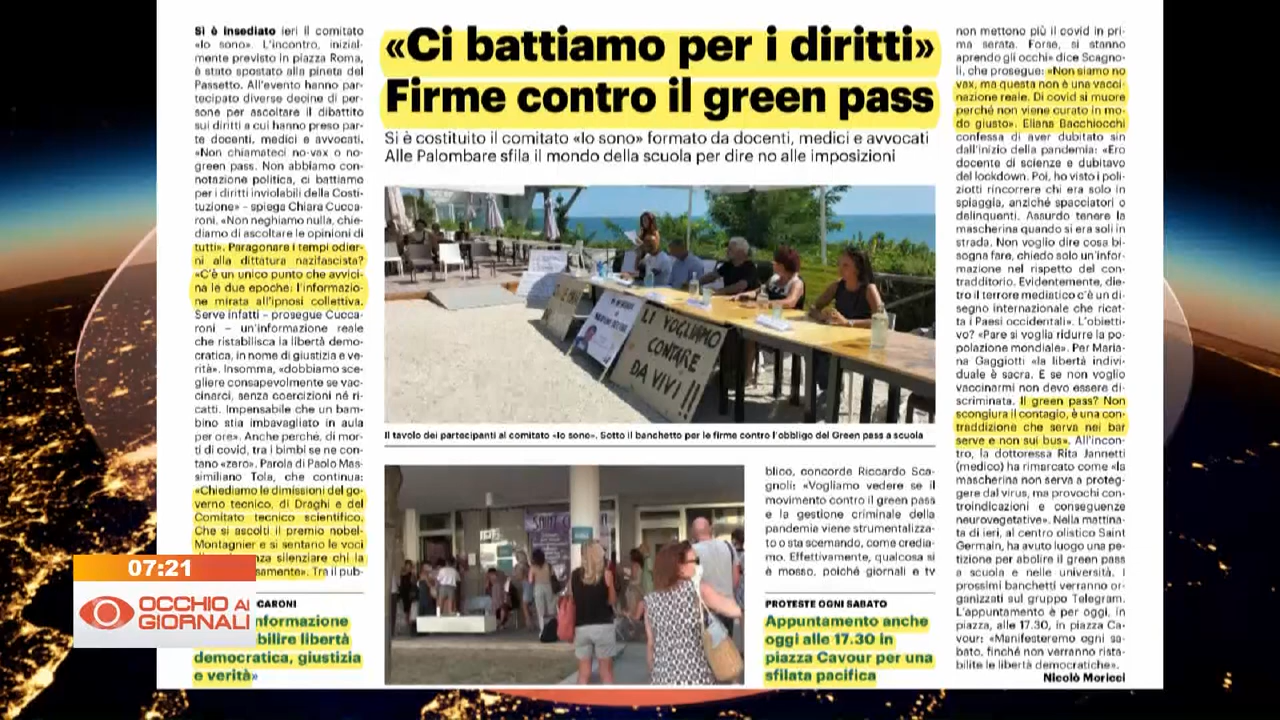 Si è insediato ieri il comitato
«Io sono». L'incontro, inizial-
mente previsto in piazza Roma,
è stato spostato alla pineta del
Passetto. All'evento hanno par-
tecipato diverse decine di per-
sone per ascoltare il dibattito
sui diritti a cui hanno preso par-
te docenti, medici e avvocati.
«Non chiamateci no-vax o no-
green pass. Non abbiamo con-
notazione politica, ci battiamo
per i diritti inviolabili della Costi-
tuzione» – spiega Chiara Cucca-
roni. «Non neghiamo nulla, chie-
diamo di ascoltare le opinioni di
tutti». Paragonare i tempi odier-
ni alla dittatura nazifascista?
«C'è un unico punto che avvici-
na le due epoche: l'informazio-
ne mirata all'ipnosi collettiva.
Serve infatti – prosegue Cucca-
roni – un'informazione reale
che ristabilisca la libertà demo-
cratica, in nome di giustizia e ve-
rità». Insomma, «dobbiamo sce-
gliere consapevolmente se vac-
cinarci, senza coercizioni né ri-
catti. Impensabile che un bam-
bino stia imbavagliato in aula
per ore». Anche perché, di mor-
ti di covid, tra i bimbi se ne con-
tano «zero». Parola di Paolo Mas-
similiano Tola, che continua:
«Chiediamo le dimissioni del go-
verno tecnico, di Draghi e del
Comitato tecnico scientifico.
Che si ascolti il premio nobel
Montagnier e si sentano le voci
nza silenziare chi la
samente». Tra il pub-
CARONI
nformazione
bilire libertà
democratica, giustizia
e verità»
«Ci battiamo per i diritti»
Firme contro il green pass
Si è costituito il comitato «Io sono» formato da docenti, medici e avvocati
Alle Palombare sfila il mondo della scuola per dire no alle imposizioni
LI VOGLIAMO
CONTARE
DA VIVI !!
Il tavolo dei partecipanti al comitato «Io sono». Sotto il banchetto per le firme contro l'obbligo del Green pass a scuola
blico, concorde Riccardo Sca-
gnoli: «Vogliamo vedere se il
movimento contro il green pass
e la gestione criminale della
pandemia viene strumentalizza-
ta o sta scemando, come credia-
mo. Effettivamente, qualcosa si
è mosso, poiché giornali e tv
PROTESTE OGNI SABATO
Appuntamento anche
oggi alle 17.30 in
piazza Cavour per una
sfilata pacifica
non mettono più il covid in pri-
ma serata. Forse, si stanno
aprendo gli occhi» dice Scagno-
li, che prosegue: «Non siamo no
vax, ma questa non è una vacci-
nazione reale. Di covid si muore
perché non viene curato in mo-
do giusto». Eliana Bacchiocchi
confessa di aver dubitato sin
dall'inizio della pandemia: «Ero
docente di scienze e dubitavo
del lockdown. Poi, ho visto i poli-
ziotti rincorrere chi era solo in
spiaggia, anziché spacciatori o
delinquenti. Assurdo tenere la
mascherina quando si era soli in
strada. Non voglio dire cosa bi-
sogna fare, chiedo solo un'infor-
mazione nel rispetto del con-
tradditorio. Evidentemente, die-
tro il terrore mediatico c'è un di-
segno internazionale che ricat-
ta i Paesi occidentali». L'obietti-
vo? «Pare si voglia ridurre la po-
polazione mondiale». Per Maria-
na Gaggiotti «la libertà indivi-
duale è sacra. E se non voglio
vaccinarmi non devo essere di-
scriminata. Il green pass? Non
scongiura il contagio, è una con-
traddizione che serva nei bar
serve e non sui bus». All'incon-
tro, la dottoressa Rita Jannetti
(medico) ha rimarcato come «la
mascherina non serva a proteg-
gere dal virus, ma provochi con-
troindicazioni e conseguenze
neurovegetative». Nella mattina-
ta di ieri, al centro olistico Saint
Germain, ha avuto luogo una pe-
tizione per abolire il green pass
a scuola e nelle università. I
prossimi banchetti verranno or-
ganizzati sul gruppo Telegram.
L'appuntamento è per oggi, in
piazza, alle 17.30, in piazza Ca-
vour: «Manifesteremo ogni sa-
bato, finché non verranno rista-
bilite le libertà democratiche».
Nicolò Moricci
07:21
OCCHIO AI
GIORNALI